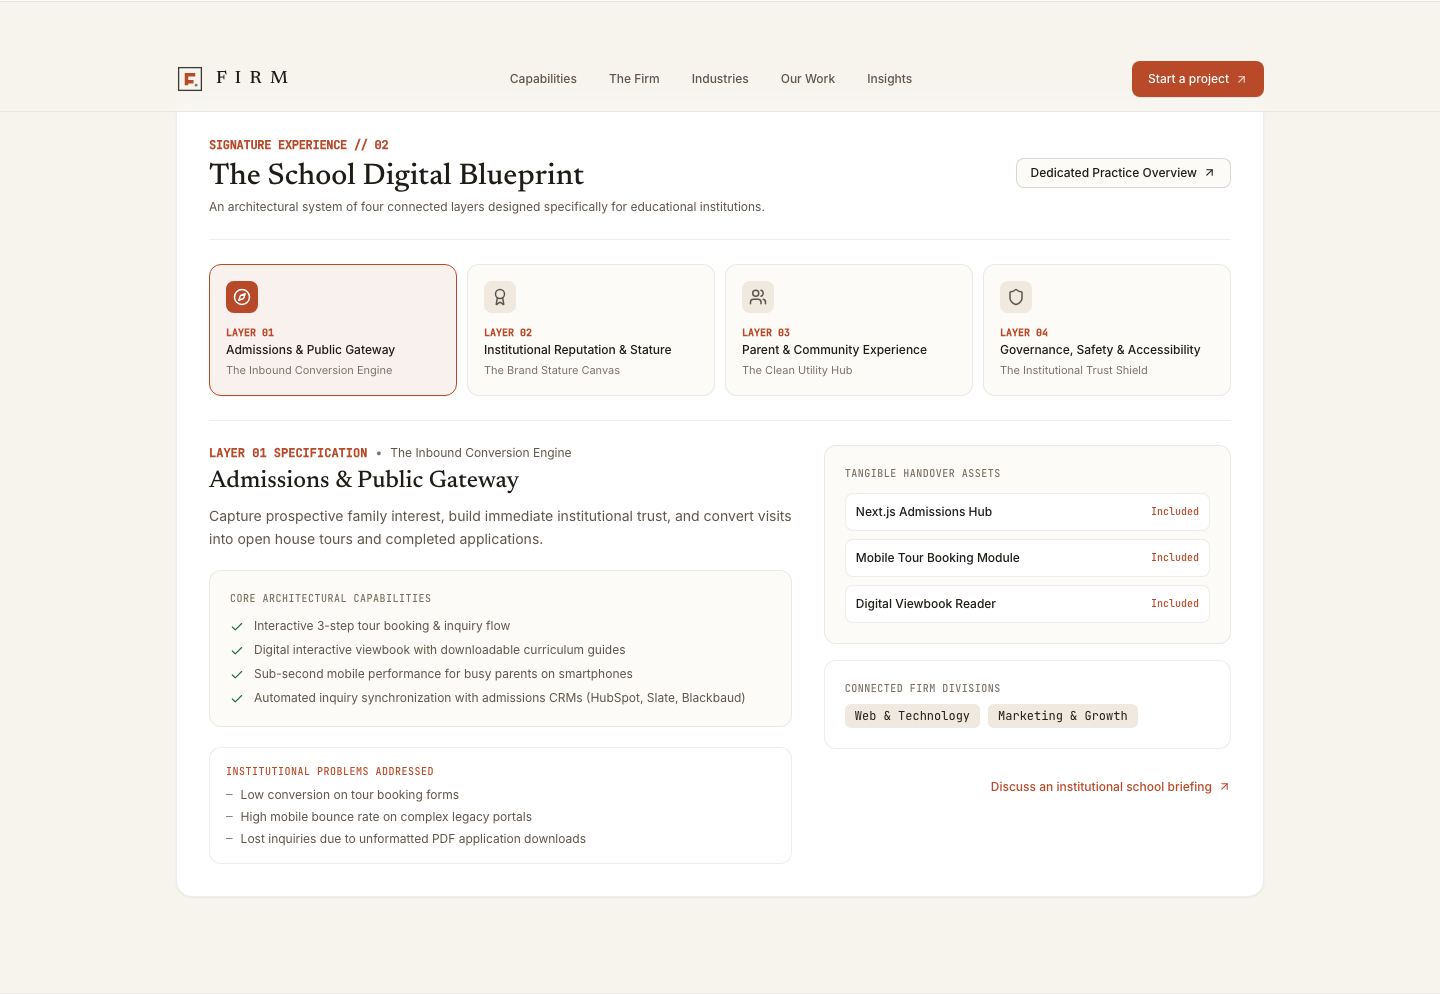 F. FIRM
Capabilities
The Firm
Industries
Our Work
Insights
Start a project
SIGNATURE EXPERIENCE // 02
The School Digital Blueprint
An architectural system of four connected layers designed specifically for educational institutions.
Dedicated Practice Overview
LAYER 01
Admissions & Public Gateway
The Inbound Conversion Engine
LAYER 02
Institutional Reputation & Stature
The Brand Stature Canvas
LAYER 03
Parent & Community Experience
The Clean Utility Hub
LAYER 04
Governance, Safety & Accessibility
The Institutional Trust Shield
LAYER 01 SPECIFICATION • The Inbound Conversion Engine
Admissions & Public Gateway
Capture prospective family interest, build immediate institutional trust, and convert visits
into open house tours and completed applications.
CORE ARCHITECTURAL CAPABILITIES
Interactive 3-step tour booking & inquiry flow
Digital interactive viewbook with downloadable curriculum guides
Sub-second mobile performance for busy parents on smartphones
Automated inquiry synchronization with admissions CRMs (HubSpot, Slate, Blackbaud)
INSTITUTIONAL PROBLEMS ADDRESSED
– Low conversion on tour booking forms
– High mobile bounce rate on complex legacy portals
– Lost inquiries due to unformatted PDF application downloads
TANGIBLE HANDOVER ASSETS
Next.js Admissions Hub Included
Mobile Tour Booking Module Included
Digital Viewbook Reader Included
CONNECTED FIRM DIVISIONS
Web & Technology
Marketing & Growth
Discuss an institutional school briefing